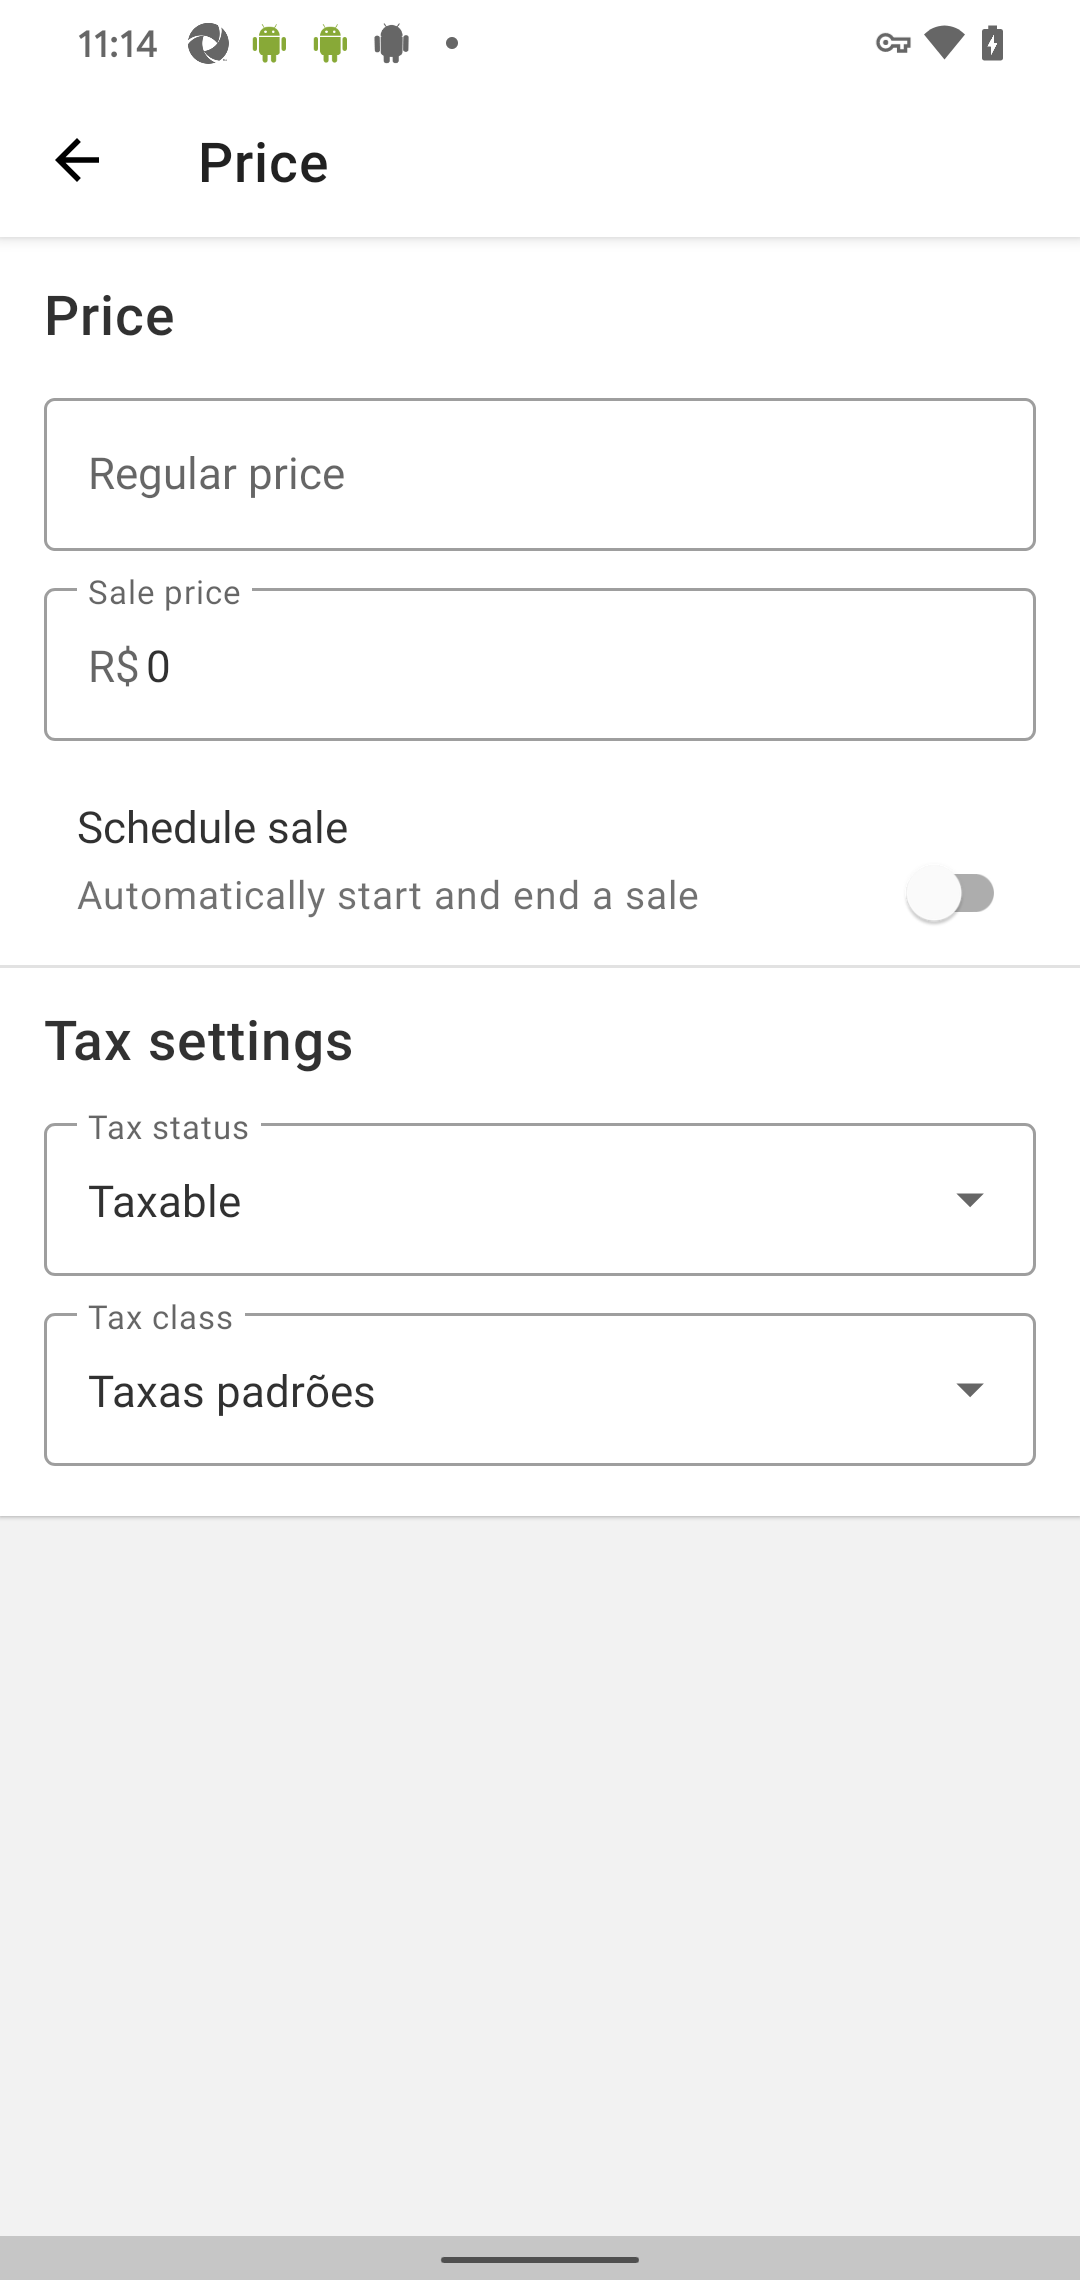 11:14
Price
Price
Regular price
Sale price
R$ 0
Schedule sale
Automatically start and end a sale
Tax settings
Tax status
Taxable
Tax class
Taxas padrões